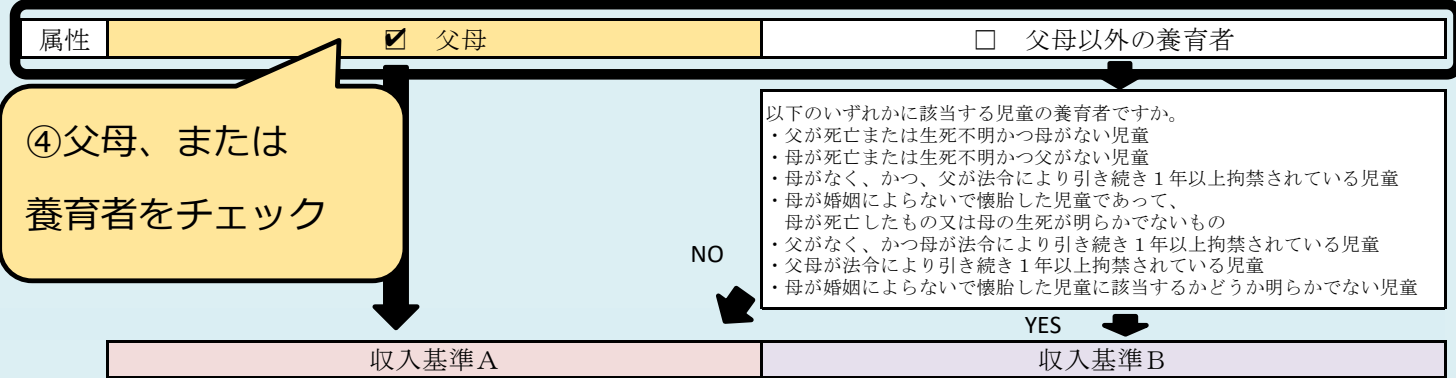 属性
☑ 父母
□ 父母以外の養育者
④父母、または
養育者をチェック
以下のいずれかに該当する児童の養育者ですか。
・父が死亡または生死不明かつ母がない児童
・母が死亡または生死不明かつ父がない児童
・母がなく、かつ、父が法令により引き続き１年以上拘禁されている児童
・母が婚姻によらないで懐胎した児童であって、
母が死亡したもの又は母の生死が明らかでないもの
・父がなく、かつ母が法令により引き続き１年以上拘禁されている児童
・父母が法令により引き続き１年以上拘禁されている児童
・母が婚姻によらないで懐胎した児童に該当するかどうか明らかでない児童
NO
YES
収入基準Ａ
収入基準Ｂ